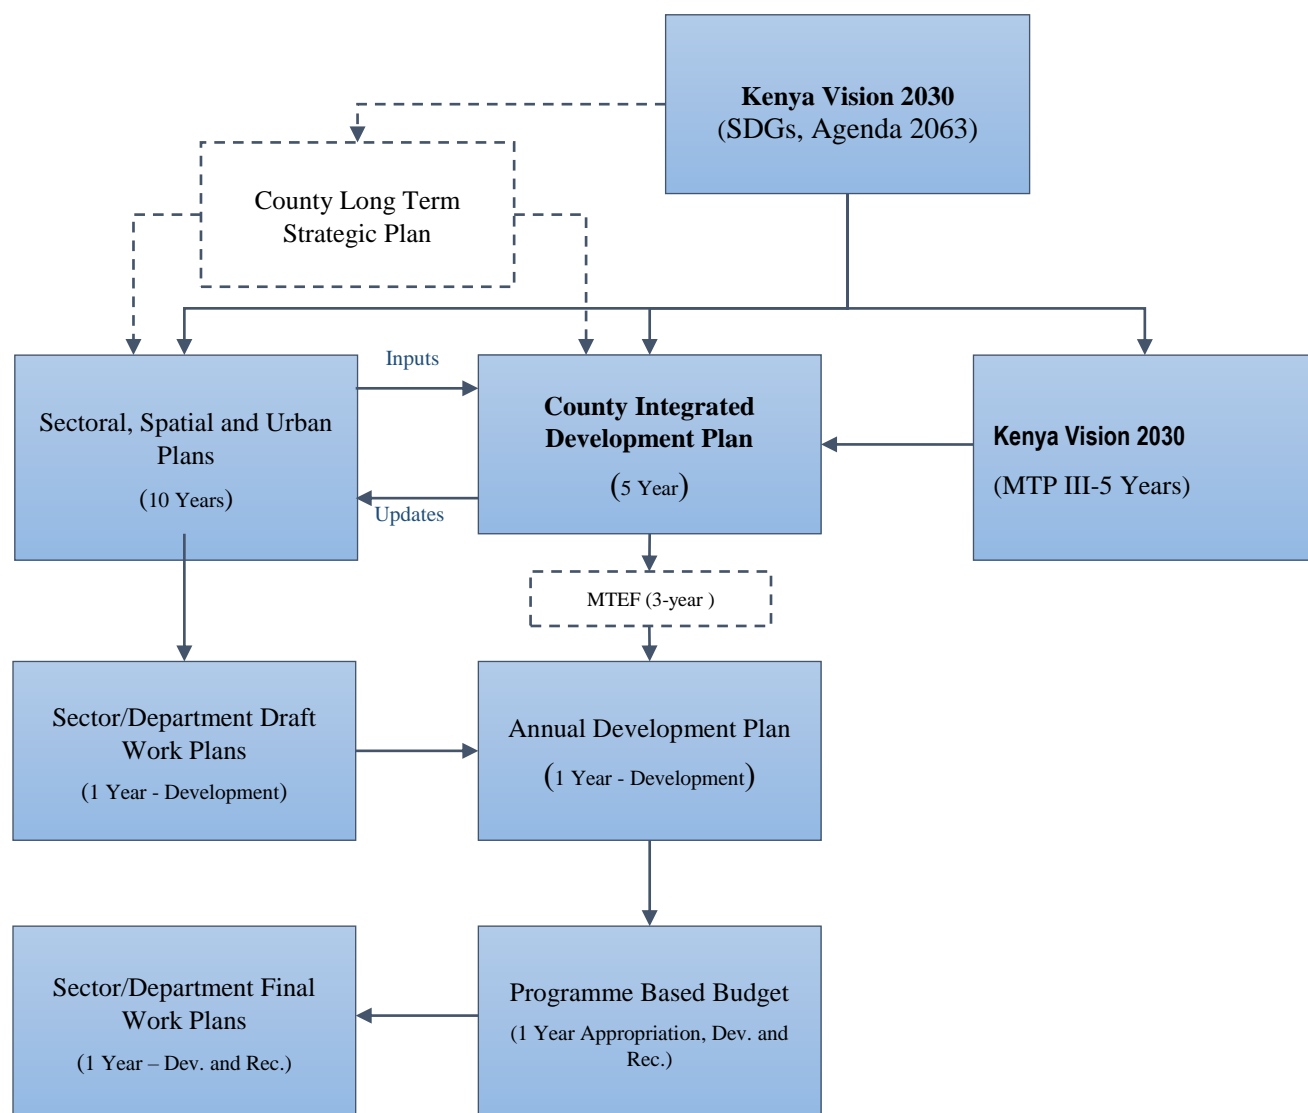 Kenya Vision 2030
(SDGs, Agenda 2063)
County Long Term
Strategic Plan
Sectoral, Spatial and Urban
Plans
(10 Years)
Inputs
Updates
County Integrated
Development Plan
(5 Year)
Kenya Vision 2030
(MTP III-5 Years)
MTEF (3-year )
Sector/Department Draft
Work Plans
(1 Year - Development)
Annual Development Plan
(1 Year - Development)
Sector/Department Final
Work Plans
(1 Year – Dev. and Rec.)
Programme Based Budget
(1 Year Appropriation, Dev. and
Rec.)